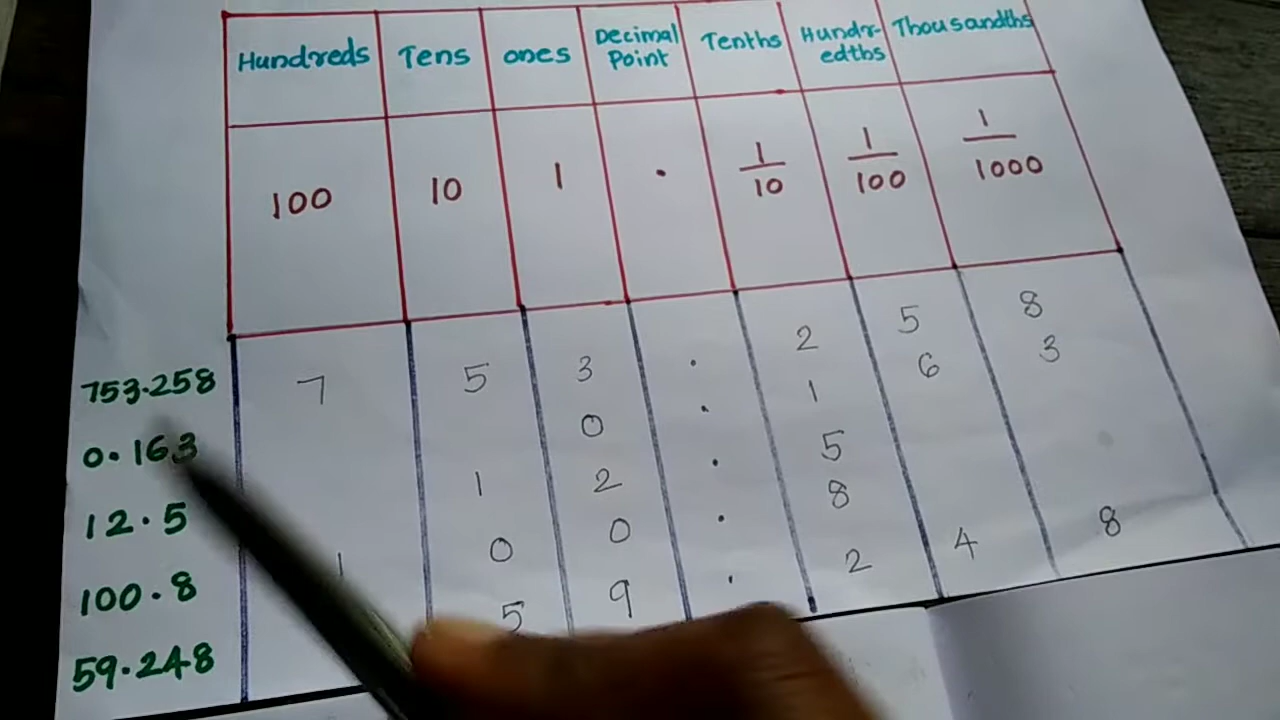 Hundreds Tens ones Decimal Point Tenths Hundr-edths Thousandths
100 10 1 . 1/10 1/100 1/1000
753.258 7 5 3 . 2 5 8
0.163 0 . 1 6 3
12.5 1 2 . 5
100.8 1 0 0 . 8
59.248 5 9 . 2 4 8